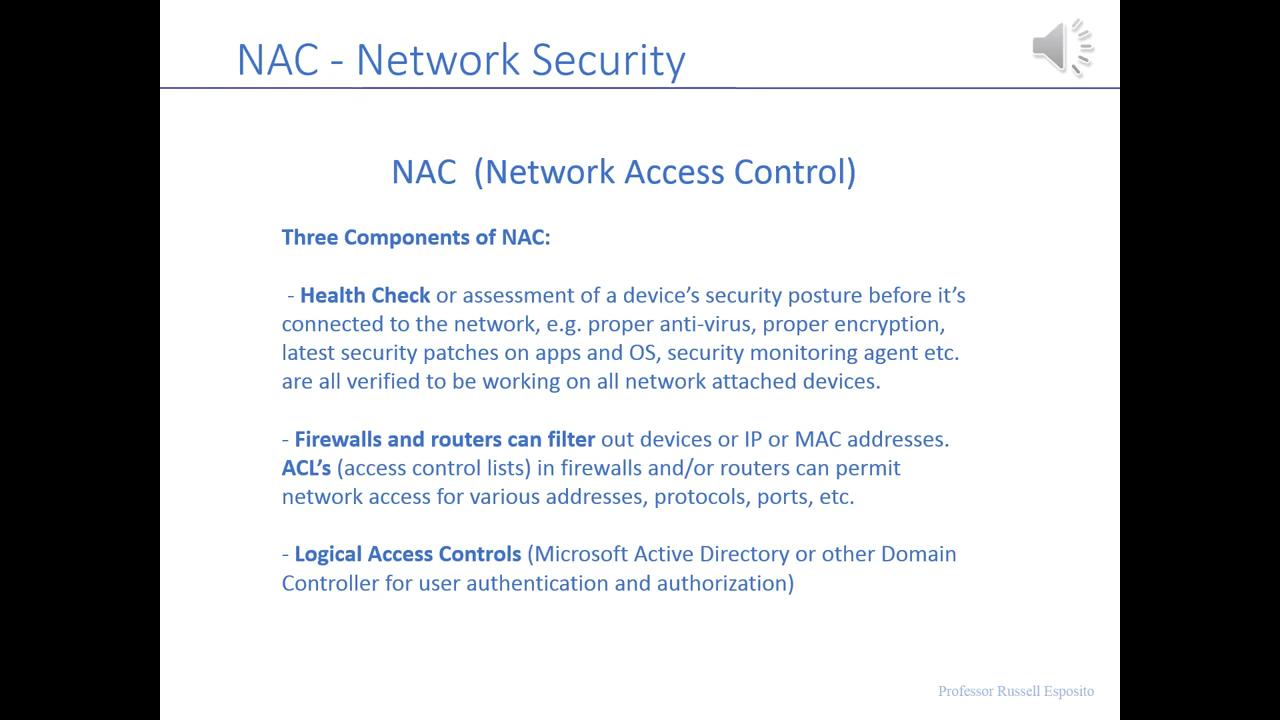 NAC - Network Security
NAC (Network Access Control)
Three Components of NAC:
- Health Check or assessment of a device’s security posture before it’s
connected to the network, e.g. proper anti-virus, proper encryption,
latest security patches on apps and OS, security monitoring agent etc.
are all verified to be working on all network attached devices.
- Firewalls and routers can filter out devices or IP or MAC addresses.
ACL’s (access control lists) in firewalls and/or routers can permit
network access for various addresses, protocols, ports, etc.
- Logical Access Controls (Microsoft Active Directory or other Domain
Controller for user authentication and authorization)
Professor Russell Esposito